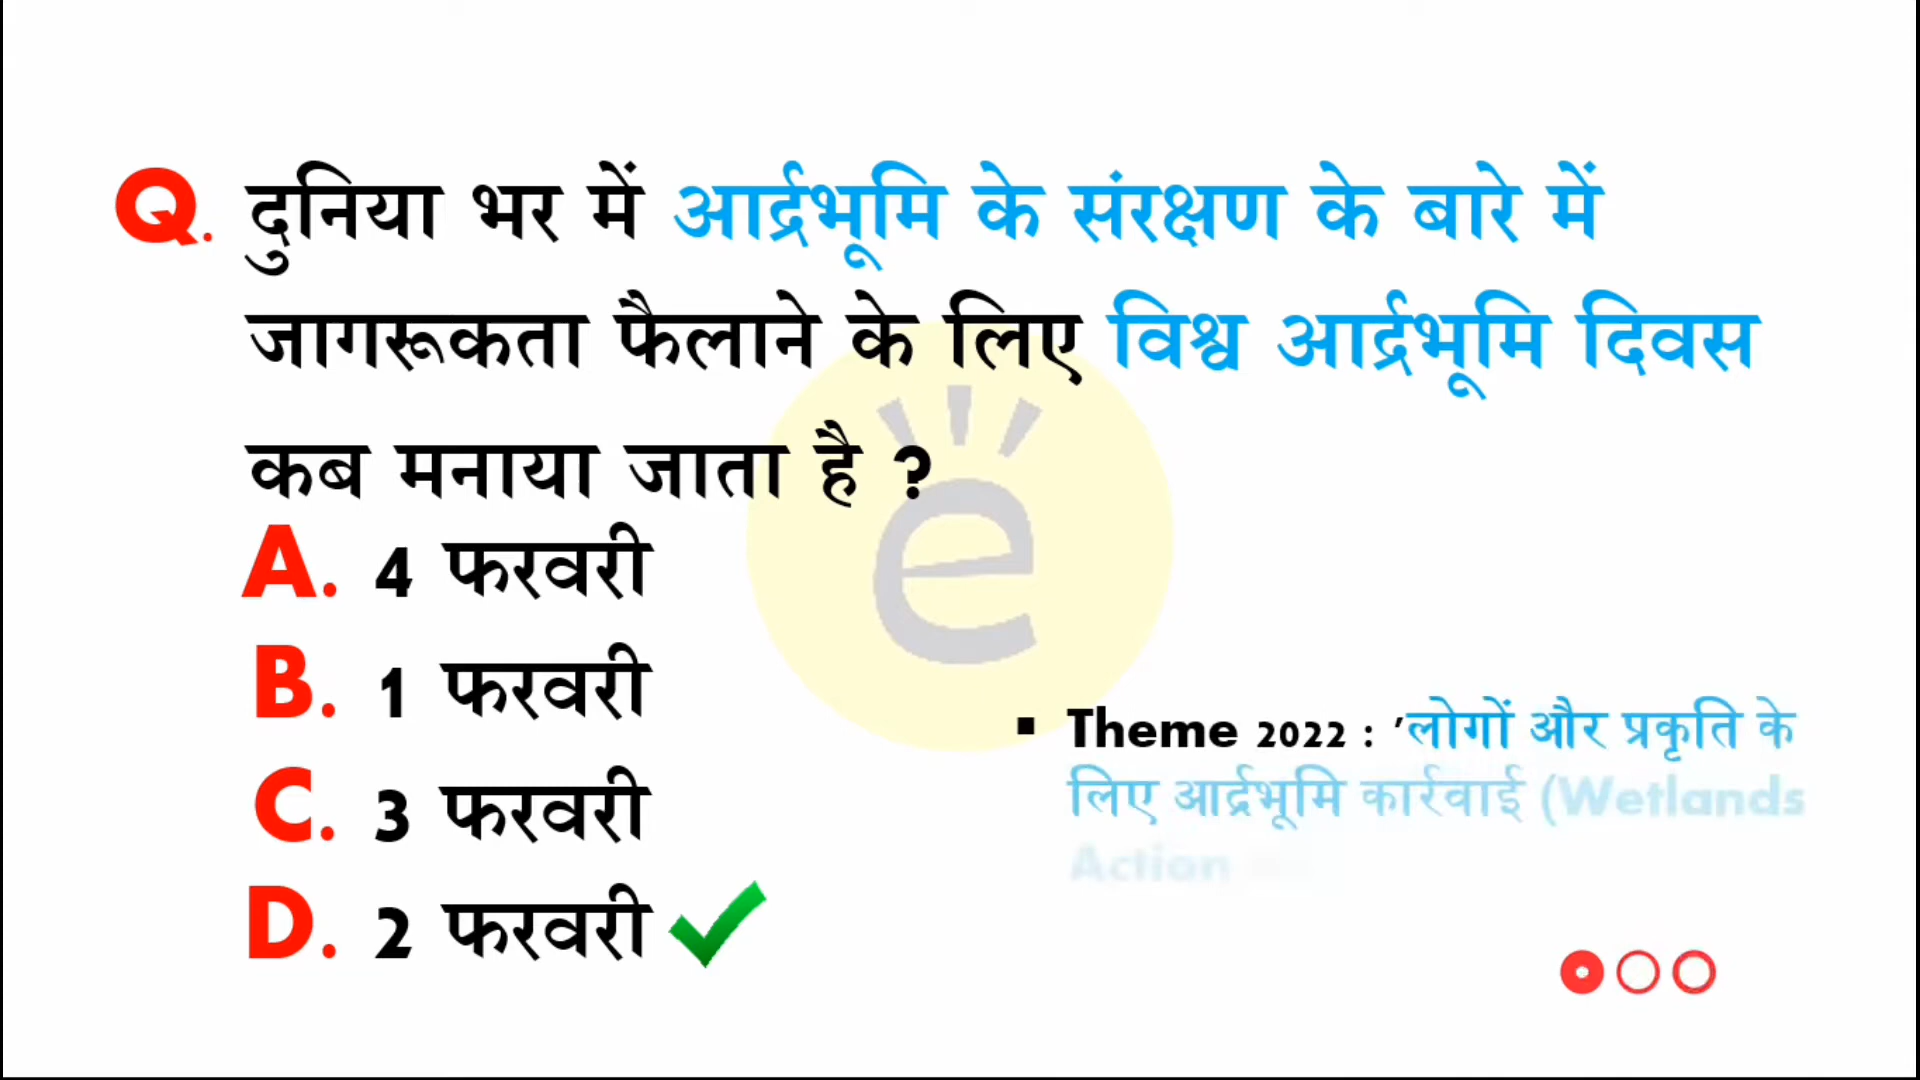 Q. दुनिया भर में आर्द्रभूमि के संरक्षण के बारे में
जागरूकता फैलाने के लिए विश्व आर्द्रभूमि दिवस
कब मनाया जाता है ?
A. 4 फरवरी
B. 1 फरवरी
C. 3 फरवरी
D. 2 फरवरी
▪ Theme 2022 : 'लोगों और प्रकृति के
लिए आर्द्रभूमि कार्रवाई (Wetlands
Action